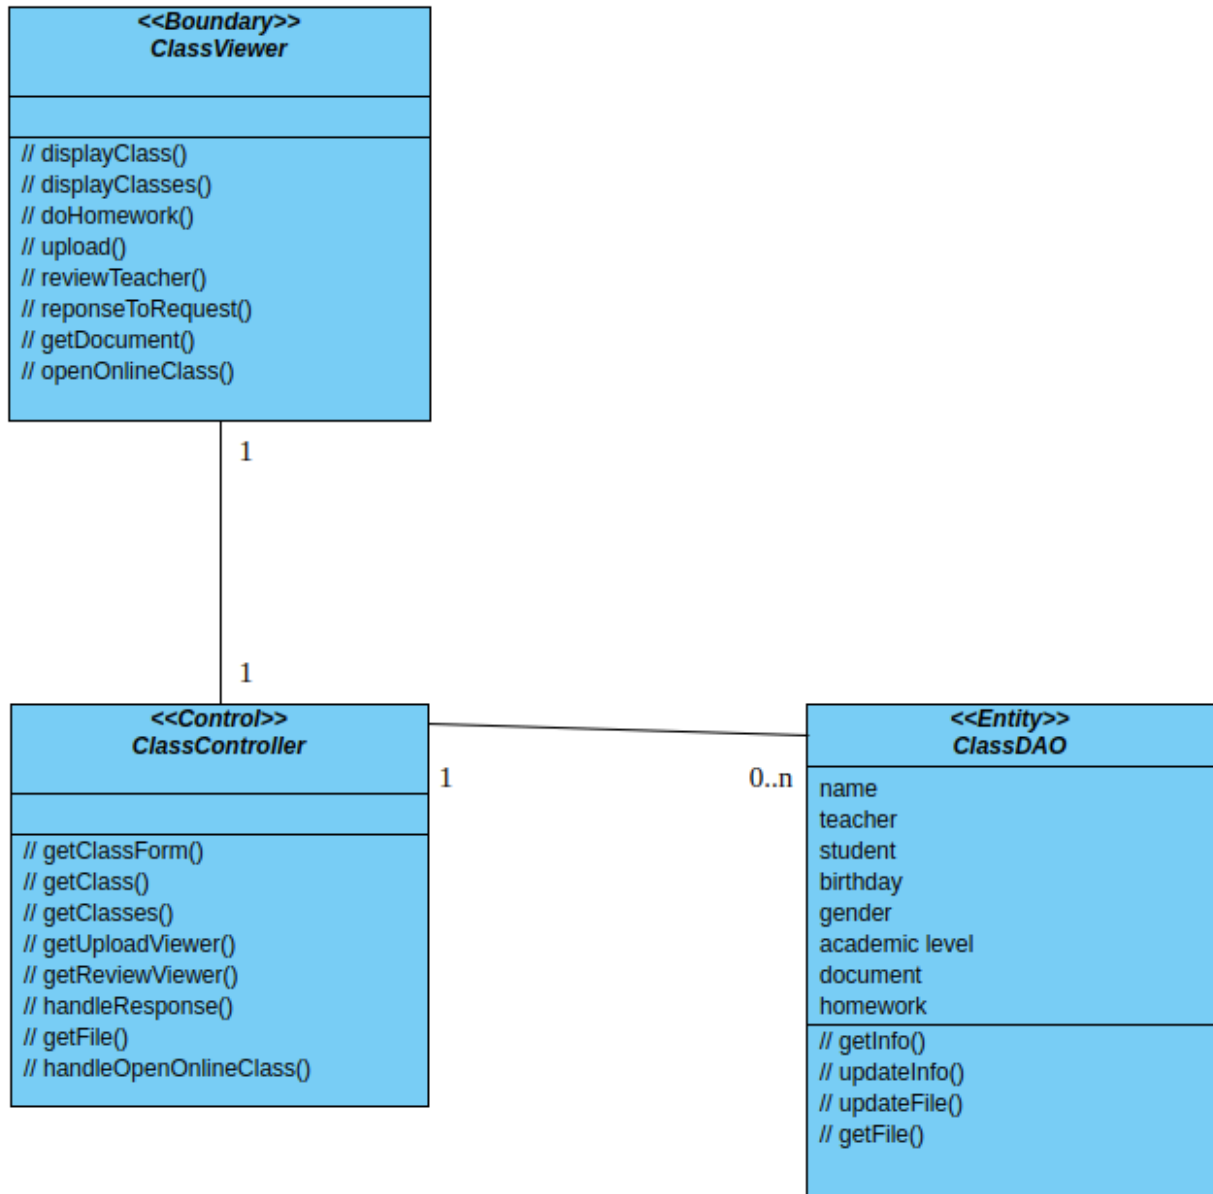 <<Boundary>>
ClassViewer
// displayClass()
// displayClasses()
// doHomework()
// upload()
// reviewTeacher()
// reponseToRequest()
// getDocument()
// openOnlineClass()
1
1
<<Control>>
ClassController
// getClassForm()
// getClass()
// getClasses()
// getUploadViewer()
// getReviewViewer()
// handleResponse()
// getFile()
// handleOpenOnlineClass()
1
0..n
<<Entity>>
ClassDAO
name
teacher
student
birthday
gender
academic level
document
homework
// getInfo()
// updateInfo()
// updateFile()
// getFile()